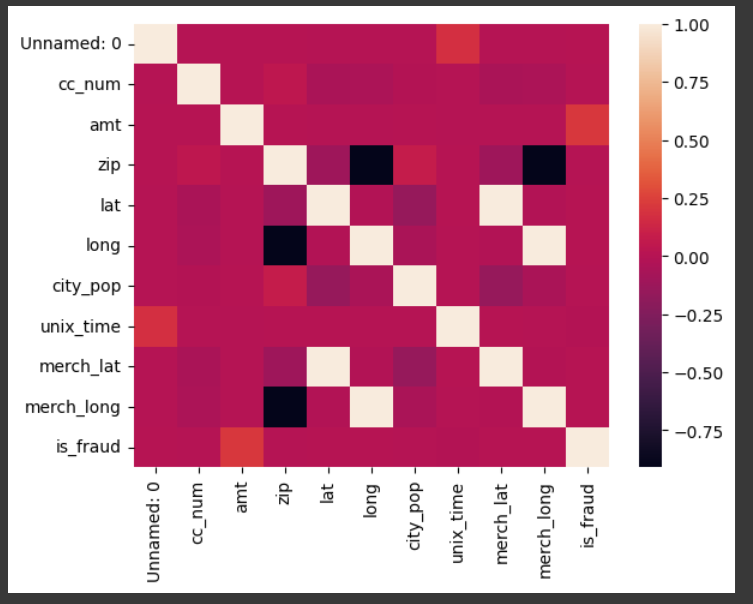 Unnamed: 0
cc_num
amt
zip
lat
long
city_pop
unix_time
merch_lat
merch_long
is_fraud
Unnamed: 0
cc_num
amt
zip
lat
long
city_pop
unix_time
merch_lat
merch_long
is_fraud
1.00
0.75
0.50
0.25
0.00
−0.25
−0.50
−0.75